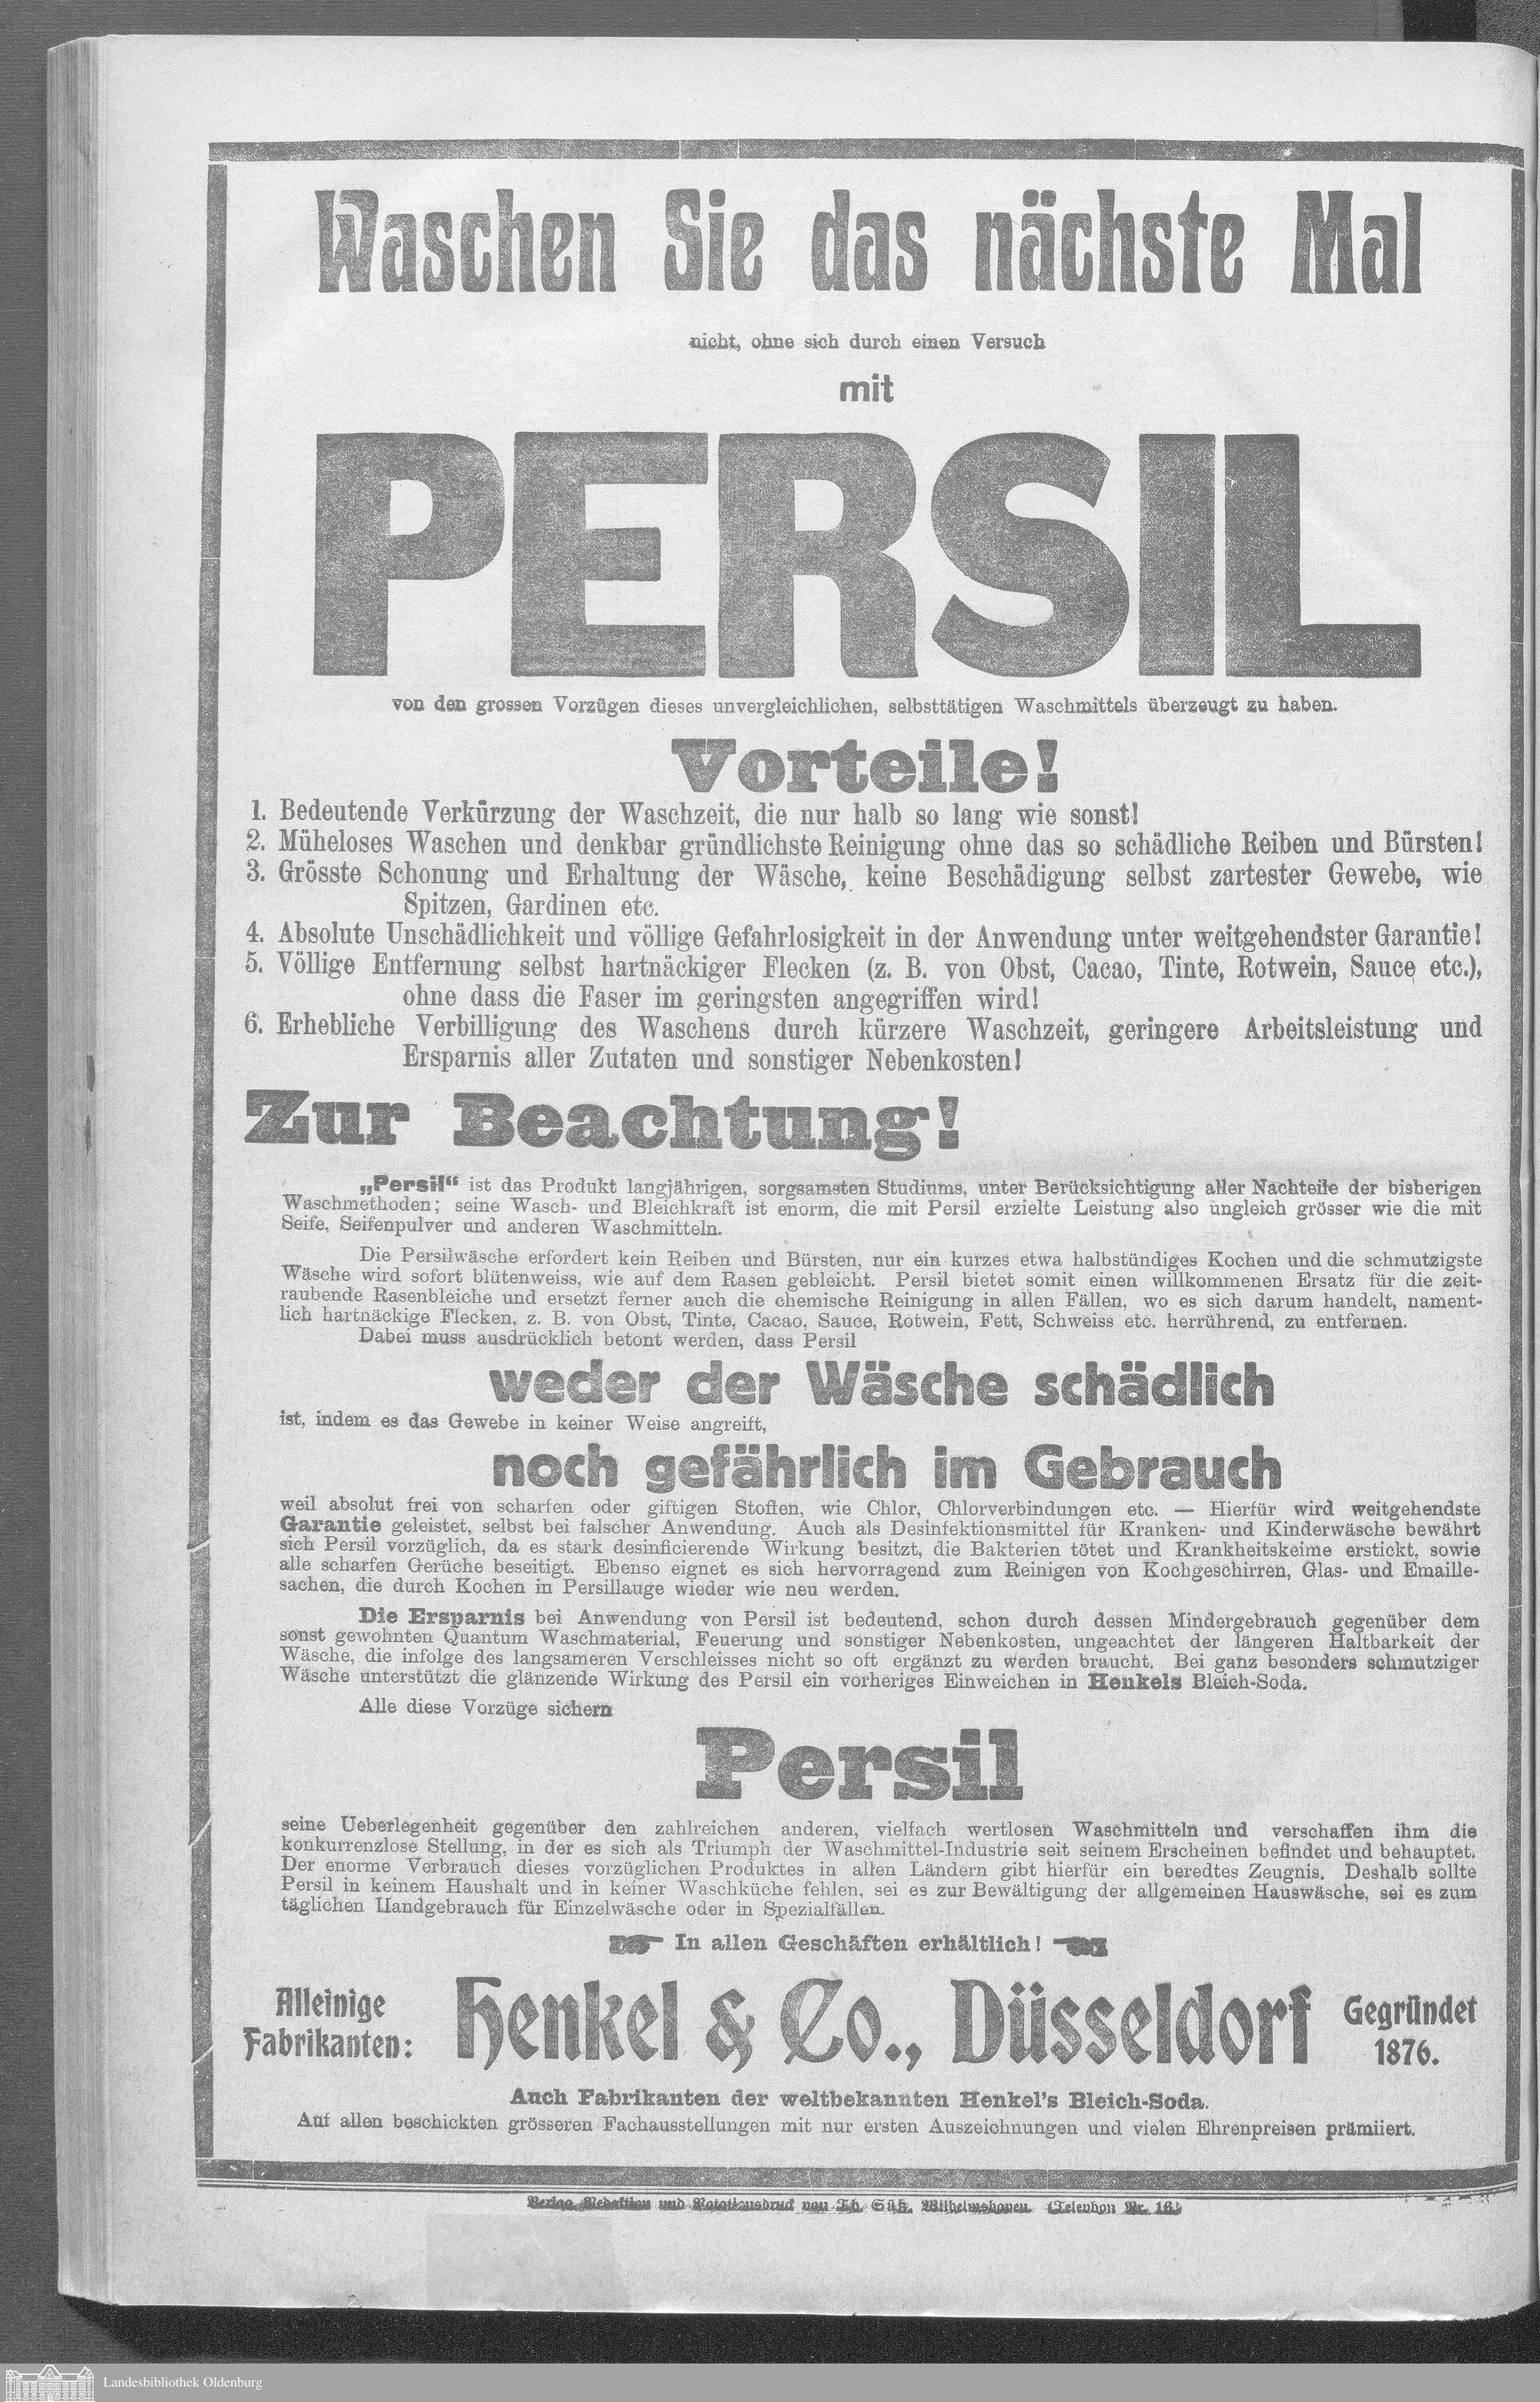 Waschen Sie das nächste Mal
nicht, ohne sich durch einen Versuch
mit
PERSIL
von den grossen Vorzügen dieses unvergleichlichen, selbsttätigen Waschmittels überzeugt zu haben.
Vorteile!
1. Bedeutende Verkürzung der Waschzeit, die nur halb so lang wie sonst!
2. Müheloses Waschen und denkbar gründlichste Reinigung ohne das so schädliche Reiben und Bürsten!
3. Grösste Schonung und Erhaltung der Wäsche, keine Beschädigung selbst zartester Gewebe, wie
Spitzen, Gardinen etc.
4. Absolute Unschädlichkeit und völlige Gefahrlosigkeit in der Anwendung unter weitgehendster Garantie!
5. Völlige Entfernung selbst hartnäckiger Flecken (z. B. von Obst, Cacao, Tinte, Rotwein, Sauce etc.),
ohne dass die Faser im geringsten angegriffen wird!
6. Erhebliche Verbilligung des Waschens durch kürzere Waschzeit, geringere Arbeitsleistung und
Ersparnis aller Zutaten und sonstiger Nebenkosten!
Zur Beachtung!
„Persil“ ist das Produkt langjährigen, sorgsamsten Studiums, unter Berücksichtigung aller Nachteile der bisherigen
Waschmethoden; seine Wasch- und Bleichkraft ist enorm, die mit Persil erzielte Leistung also ungleich grösser wie die mit
Seife, Seifenpulver und anderen Waschmitteln.
Die Persilwäsche erfordert kein Reiben und Bürsten, nur ein kurzes etwa halbstündiges Kochen und die schmutzigste
Wäsche wird sofort blütenweiss, wie auf dem Rasen gebleicht. Persil bietet somit einen willkommenen Ersatz für die zeit-
raubende Rasenbleiche und ersetzt ferner auch die chemische Reinigung in allen Fällen, wo es sich darum handelt, nament-
lich hartnäckige Flecken, z. B. von Obst, Tinte, Cacao, Sauce, Rotwein, Fett, Schweiss etc. herrührend, zu entfernen.
Dabei muss ausdrücklich betont werden, dass Persil
weder der Wäsche schädlich
ist, indem es das Gewebe in keiner Weise angreift,
noch gefährlich im Gebrauch
weil absolut frei von scharfen oder giftigen Stoffen, wie Chlor, Chlorverbindungen etc. — Hierfür wird weitgehendste
Garantie geleistet, selbst bei falscher Anwendung. Auch als Desinfektionsmittel für Kranken- und Kinderwäsche bewährt
sich Persil vorzüglich, da es stark desinficierende Wirkung besitzt, die Bakterien tötet und Krankheitskeime erstickt, sowie
alle scharfen Gerüche beseitigt. Ebenso eignet es sich hervorragend zum Reinigen von Kochgeschirren, Glas- und Emaille-
sachen, die durch Kochen in Persillauge wieder wie neu werden.
Die Ersparnis bei Anwendung von Persil ist bedeutend, schon durch dessen Mindergebrauch gegenüber dem
sonst gewohnten Quantum Waschmaterial, Feuerung und sonstiger Nebenkosten, ungeachtet der längeren Haltbarkeit der
Wäsche, die infolge des langsameren Verschleisses nicht so oft ergänzt zu werden braucht. Bei ganz besonders schmutziger
Wäsche unterstützt die glänzende Wirkung des Persil ein vorheriges Einweichen in Henkels Bleich-Soda.
Alle diese Vorzüge sichern
Persil
seine Ueberlegenheit gegenüber den zahlreichen anderen, vielfach wertlosen Waschmitteln und verschaffen ihm die
konkurrenzlose Stellung, in der es sich als Triumph der Waschmittel-Industrie seit seinem Erscheinen befindet und behauptet.
Der enorme Verbrauch dieses vorzüglichen Produktes in allen Ländern gibt hierfür ein beredtes Zeugnis. Deshalb sollte
Persil in keinem Haushalt und in keiner Waschküche fehlen, sei es zur Bewältigung der allgemeinen Hauswäsche, sei es zum
täglichen Handgebrauch für Einzelwäsche oder in Spezialfällen.
In allen Geschäften erhältlich!
Alleinige
Fabrikanten:
Henkel & Co., Düsseldorf
Gegründet
1876.
Auch Fabrikanten der weltbekannten Henkel's Bleich-Soda.
Auf allen beschickten grösseren Fachausstellungen mit nur ersten Auszeichnungen und vielen Ehrenpreisen prämiiert.
Verlag, Redaktion und Rotationsdruck von Th. Süß, Wilhelmshaven. (Telephon Nr. 16.)
Landesbibliothek Oldenburg